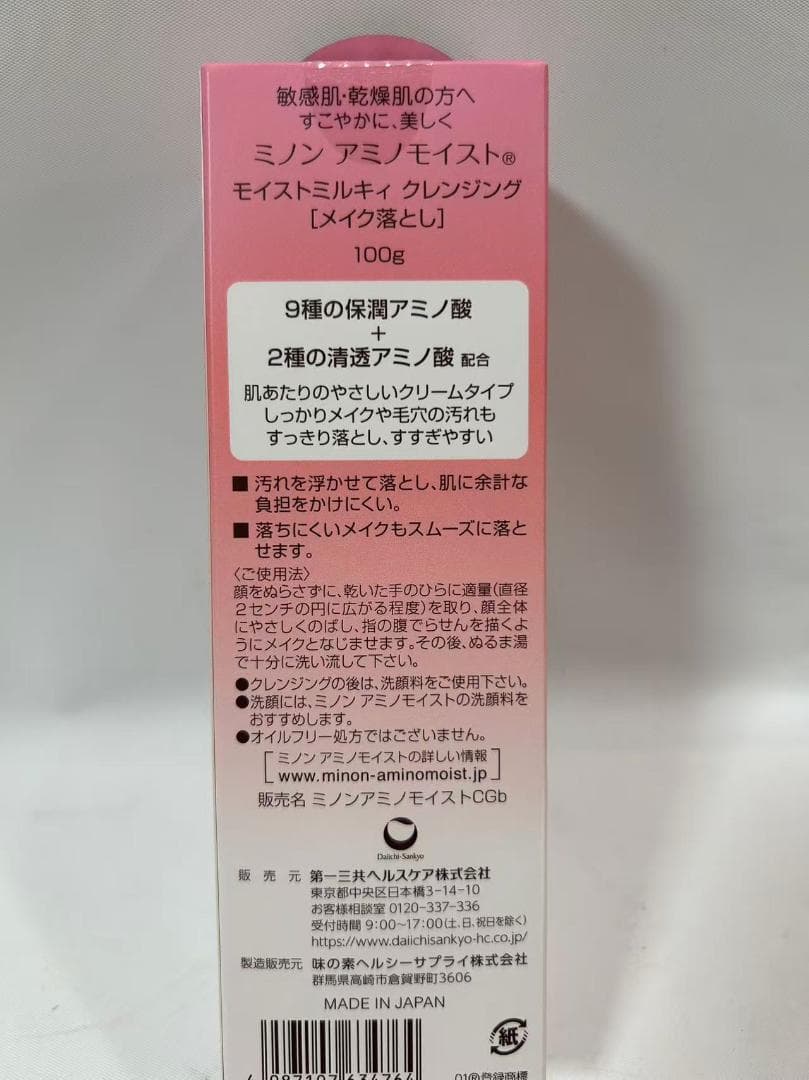 敏感肌・乾燥肌の方へ
すこやかに、美しく
ミノン アミノモイスト®
モイストミルキィ クレンジング
[メイク落とし]
100g
9種の保潤アミノ酸
+
2種の清透アミノ酸 配合
肌あたりのやさしいクリームタイプ
しっかりメイクや毛穴の汚れも
すっきり落とし、すすぎやすい
■ 汚れを浮かせて落とし、肌に余計な
負担をかけにくい。
■ 落ちにくいメイクもスムーズに落と
せます。
〈ご使用法〉
顔をぬらさずに、乾いた手のひらに適量(直径
2センチの円に広がる程度)を取り、顔全体
にやさしくのばし、指の腹でらせんを描くよ
うにメイクとなじませます。その後、ぬるま湯
で十分に洗い流して下さい。
●クレンジングの後は、洗顔料をご使用下さい。
●洗顔には、ミノン アミノモイストの洗顔料を
おすすめします。
●オイルフリー処方ではございません。
[ミノン アミノモイストの詳しい情報
www.minon-aminomoist.jp]
販売名 ミノンアミノモイストCGb
Daiichi-Sankyo
販売元 第一三共ヘルスケア株式会社
東京都中央区日本橋3-14-10
お客様相談室 0120-337-336
受付時間 9:00〜17:00(土、日、祝日を除く)
https://www.daiichisankyo-hc.co.jp/
製造販売元 味の素ヘルシーサプライ株式会社
群馬県高崎市倉賀野町3606
MADE IN JAPAN
紙
4 987107 634764
01®登録商標